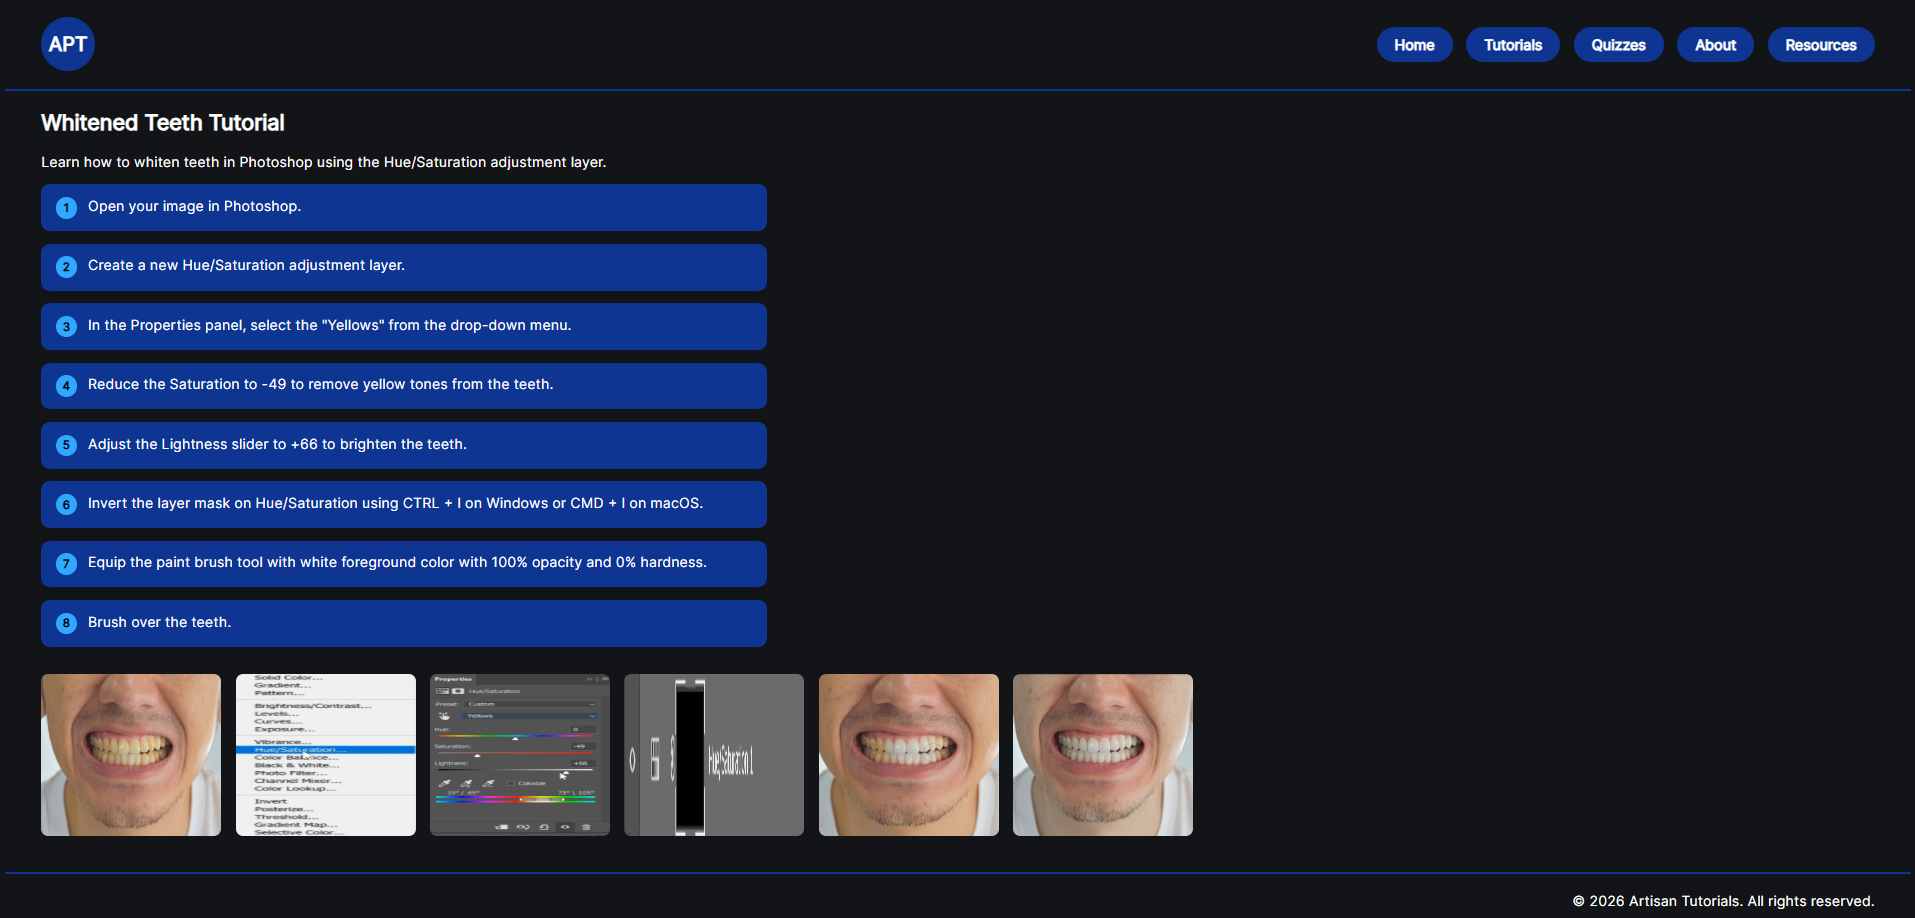 APT
Home
Tutorials
Quizzes
About
Resources
Whitened Teeth Tutorial
Learn how to whiten teeth in Photoshop using the Hue/Saturation adjustment layer.
1 Open your image in Photoshop.
2 Create a new Hue/Saturation adjustment layer.
3 In the Properties panel, select the "Yellows" from the drop-down menu.
4 Reduce the Saturation to -49 to remove yellow tones from the teeth.
5 Adjust the Lightness slider to +66 to brighten the teeth.
6 Invert the layer mask on Hue/Saturation using CTRL + I on Windows or CMD + I on macOS.
7 Equip the paint brush tool with white foreground color with 100% opacity and 0% hardness.
8 Brush over the teeth.
Solid Color...
Gradient...
Pattern...
Brightness/Contrast...
Levels...
Curves...
Exposure...
Vibrance...
Hue/Saturation...
Color Balance...
Black & White...
Photo Filter...
Channel Mixer...
Color Lookup...
Invert
Posterize...
Threshold...
Gradient Map...
Selective Color...
Properties
Hue/Saturation
Preset: Custom
Yellows
Hue: 0
Saturation: -49
Lightness: +66
Colorize
15° / 45° 75° \ 105°
Hue/Saturation 1
© 2026 Artisan Tutorials. All rights reserved.